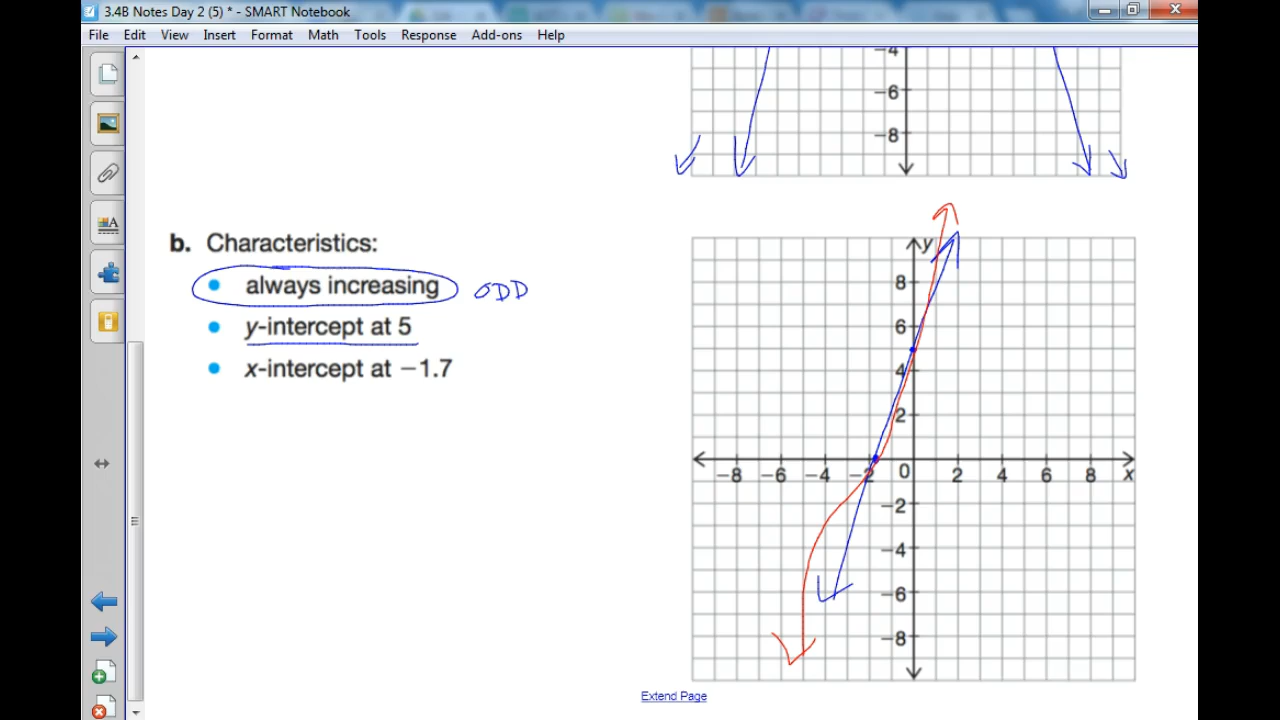 3.4B Notes Day 2 (5) * - SMART Notebook
File Edit View Insert Format Math Tools Response Add-ons Help
−4
−6
−8
b. Characteristics:
always increasing ODD
y-intercept at 5
x-intercept at −1.7
y
8
6
4
2
−8 −6 −4 −2 0 2 4 6 8 x
−2
−4
−6
−8
Extend Page